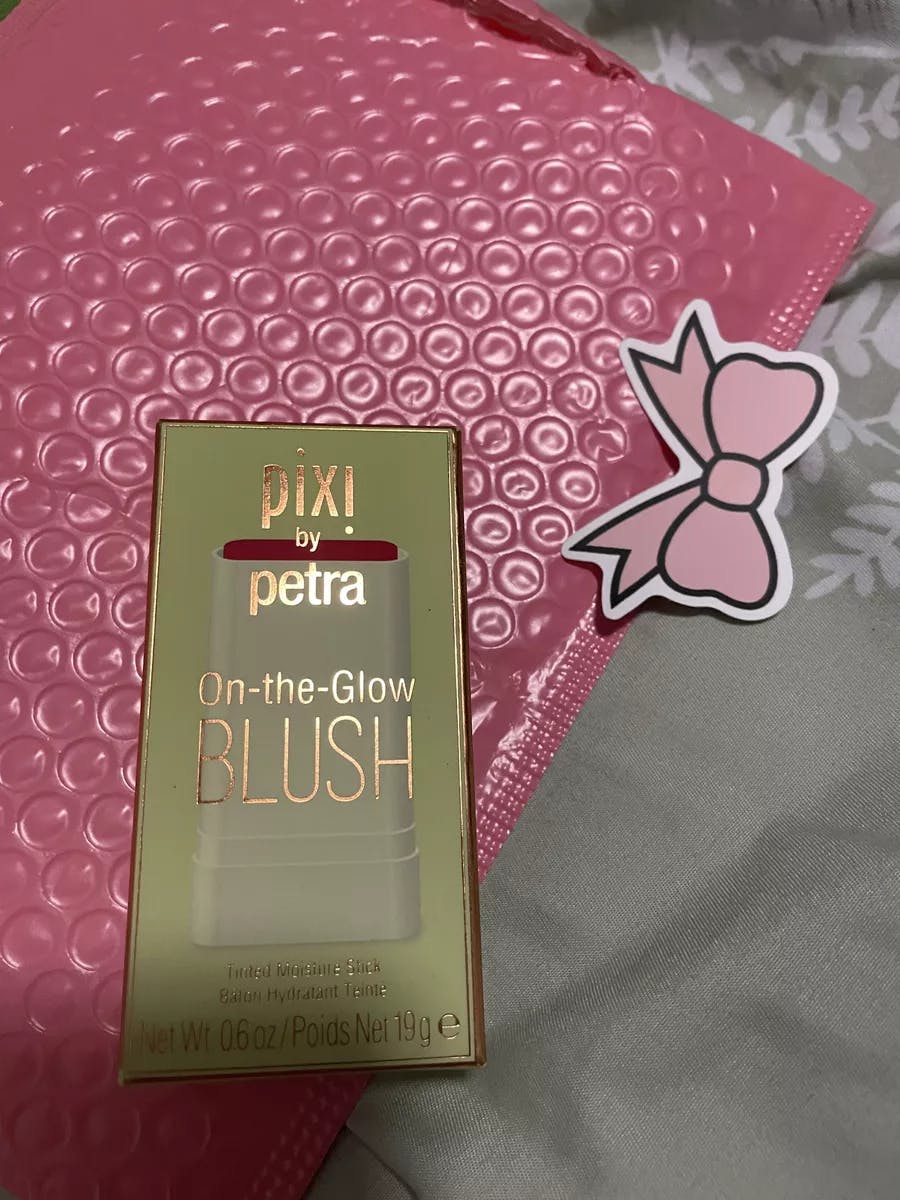 pixi
by
petra
On-the-Glow
BLUSH
Tinted Moisture Stick
Bâton Hydratant Teinté
Net Wt. 0.6 oz / Poids Net 19 g ℮